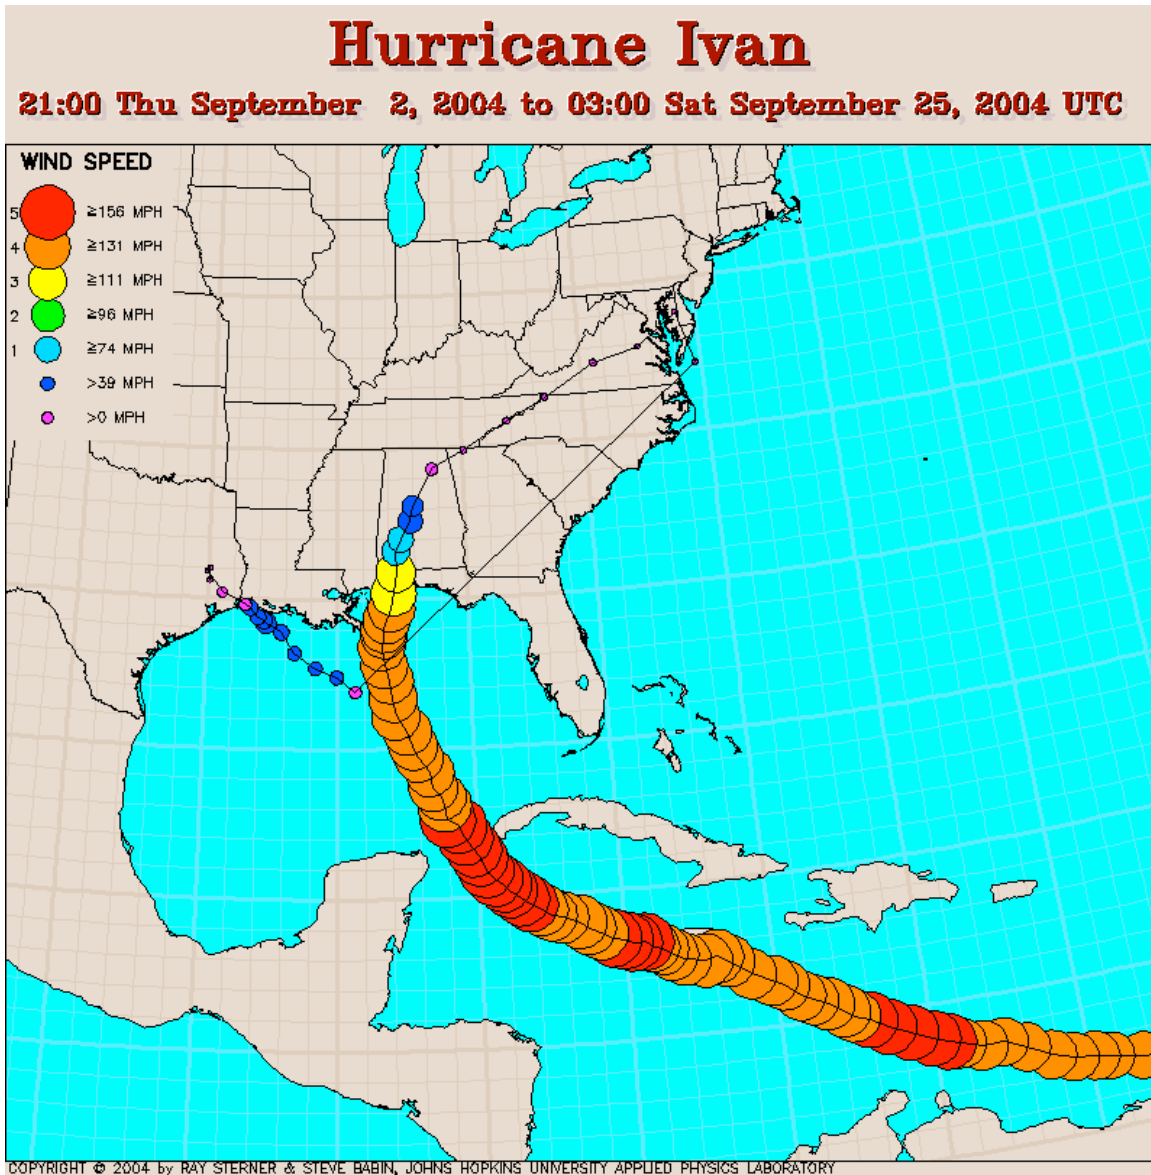 Hurricane Ivan
21:00 Thu September 2, 2004 to 03:00 Sat September 25, 2004 UTC
WIND SPEED
5 ≧156 MPH
4 ≧131 MPH
3 ≧111 MPH
2 ≧96 MPH
1 ≧74 MPH
>39 MPH
>0 MPH
COPYRIGHT © 2004 by RAY STERNER & STEVE BABIN, JOHNS HOPKINS UNIVERSITY APPLIED PHYSICS LABORATORY